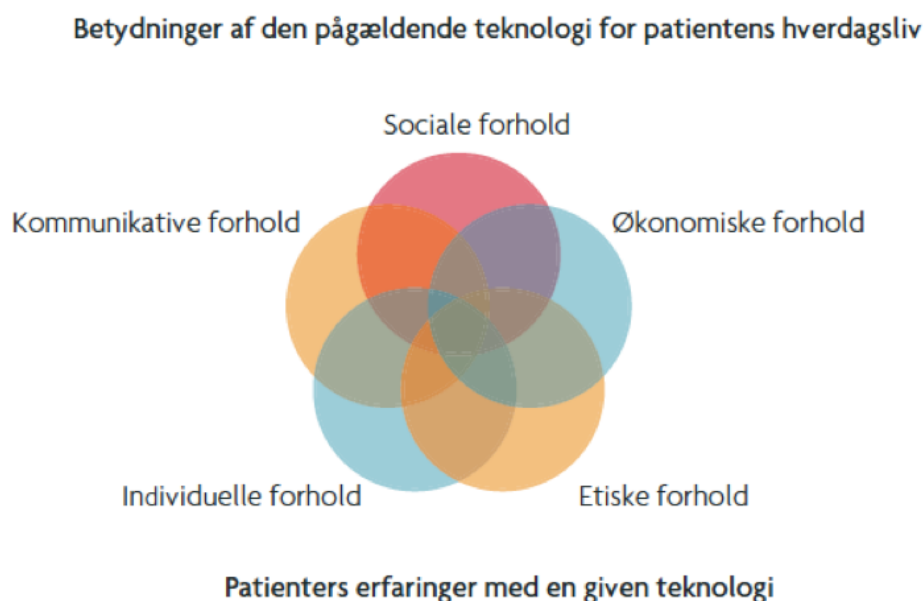 Betydninger af den pågældende teknologi for patientens hverdagsliv
Sociale forhold
Kommunikative forhold
Økonomiske forhold
Individuelle forhold
Etiske forhold
Patienters erfaringer med en given teknologi